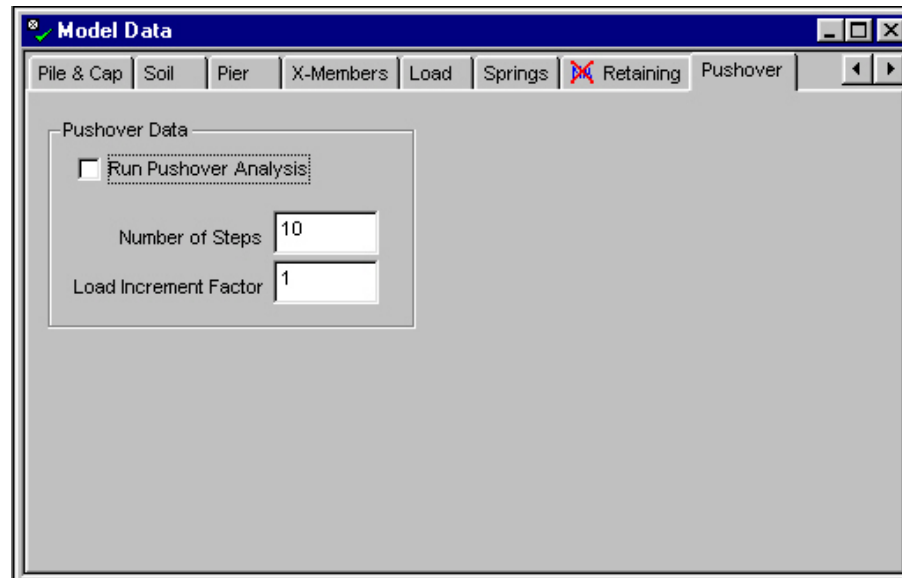 Model Data
Pile & Cap Soil Pier X-Members Load Springs Retaining Pushover
Pushover Data
Run Pushover Analysis
Number of Steps 10
Load Increment Factor 1